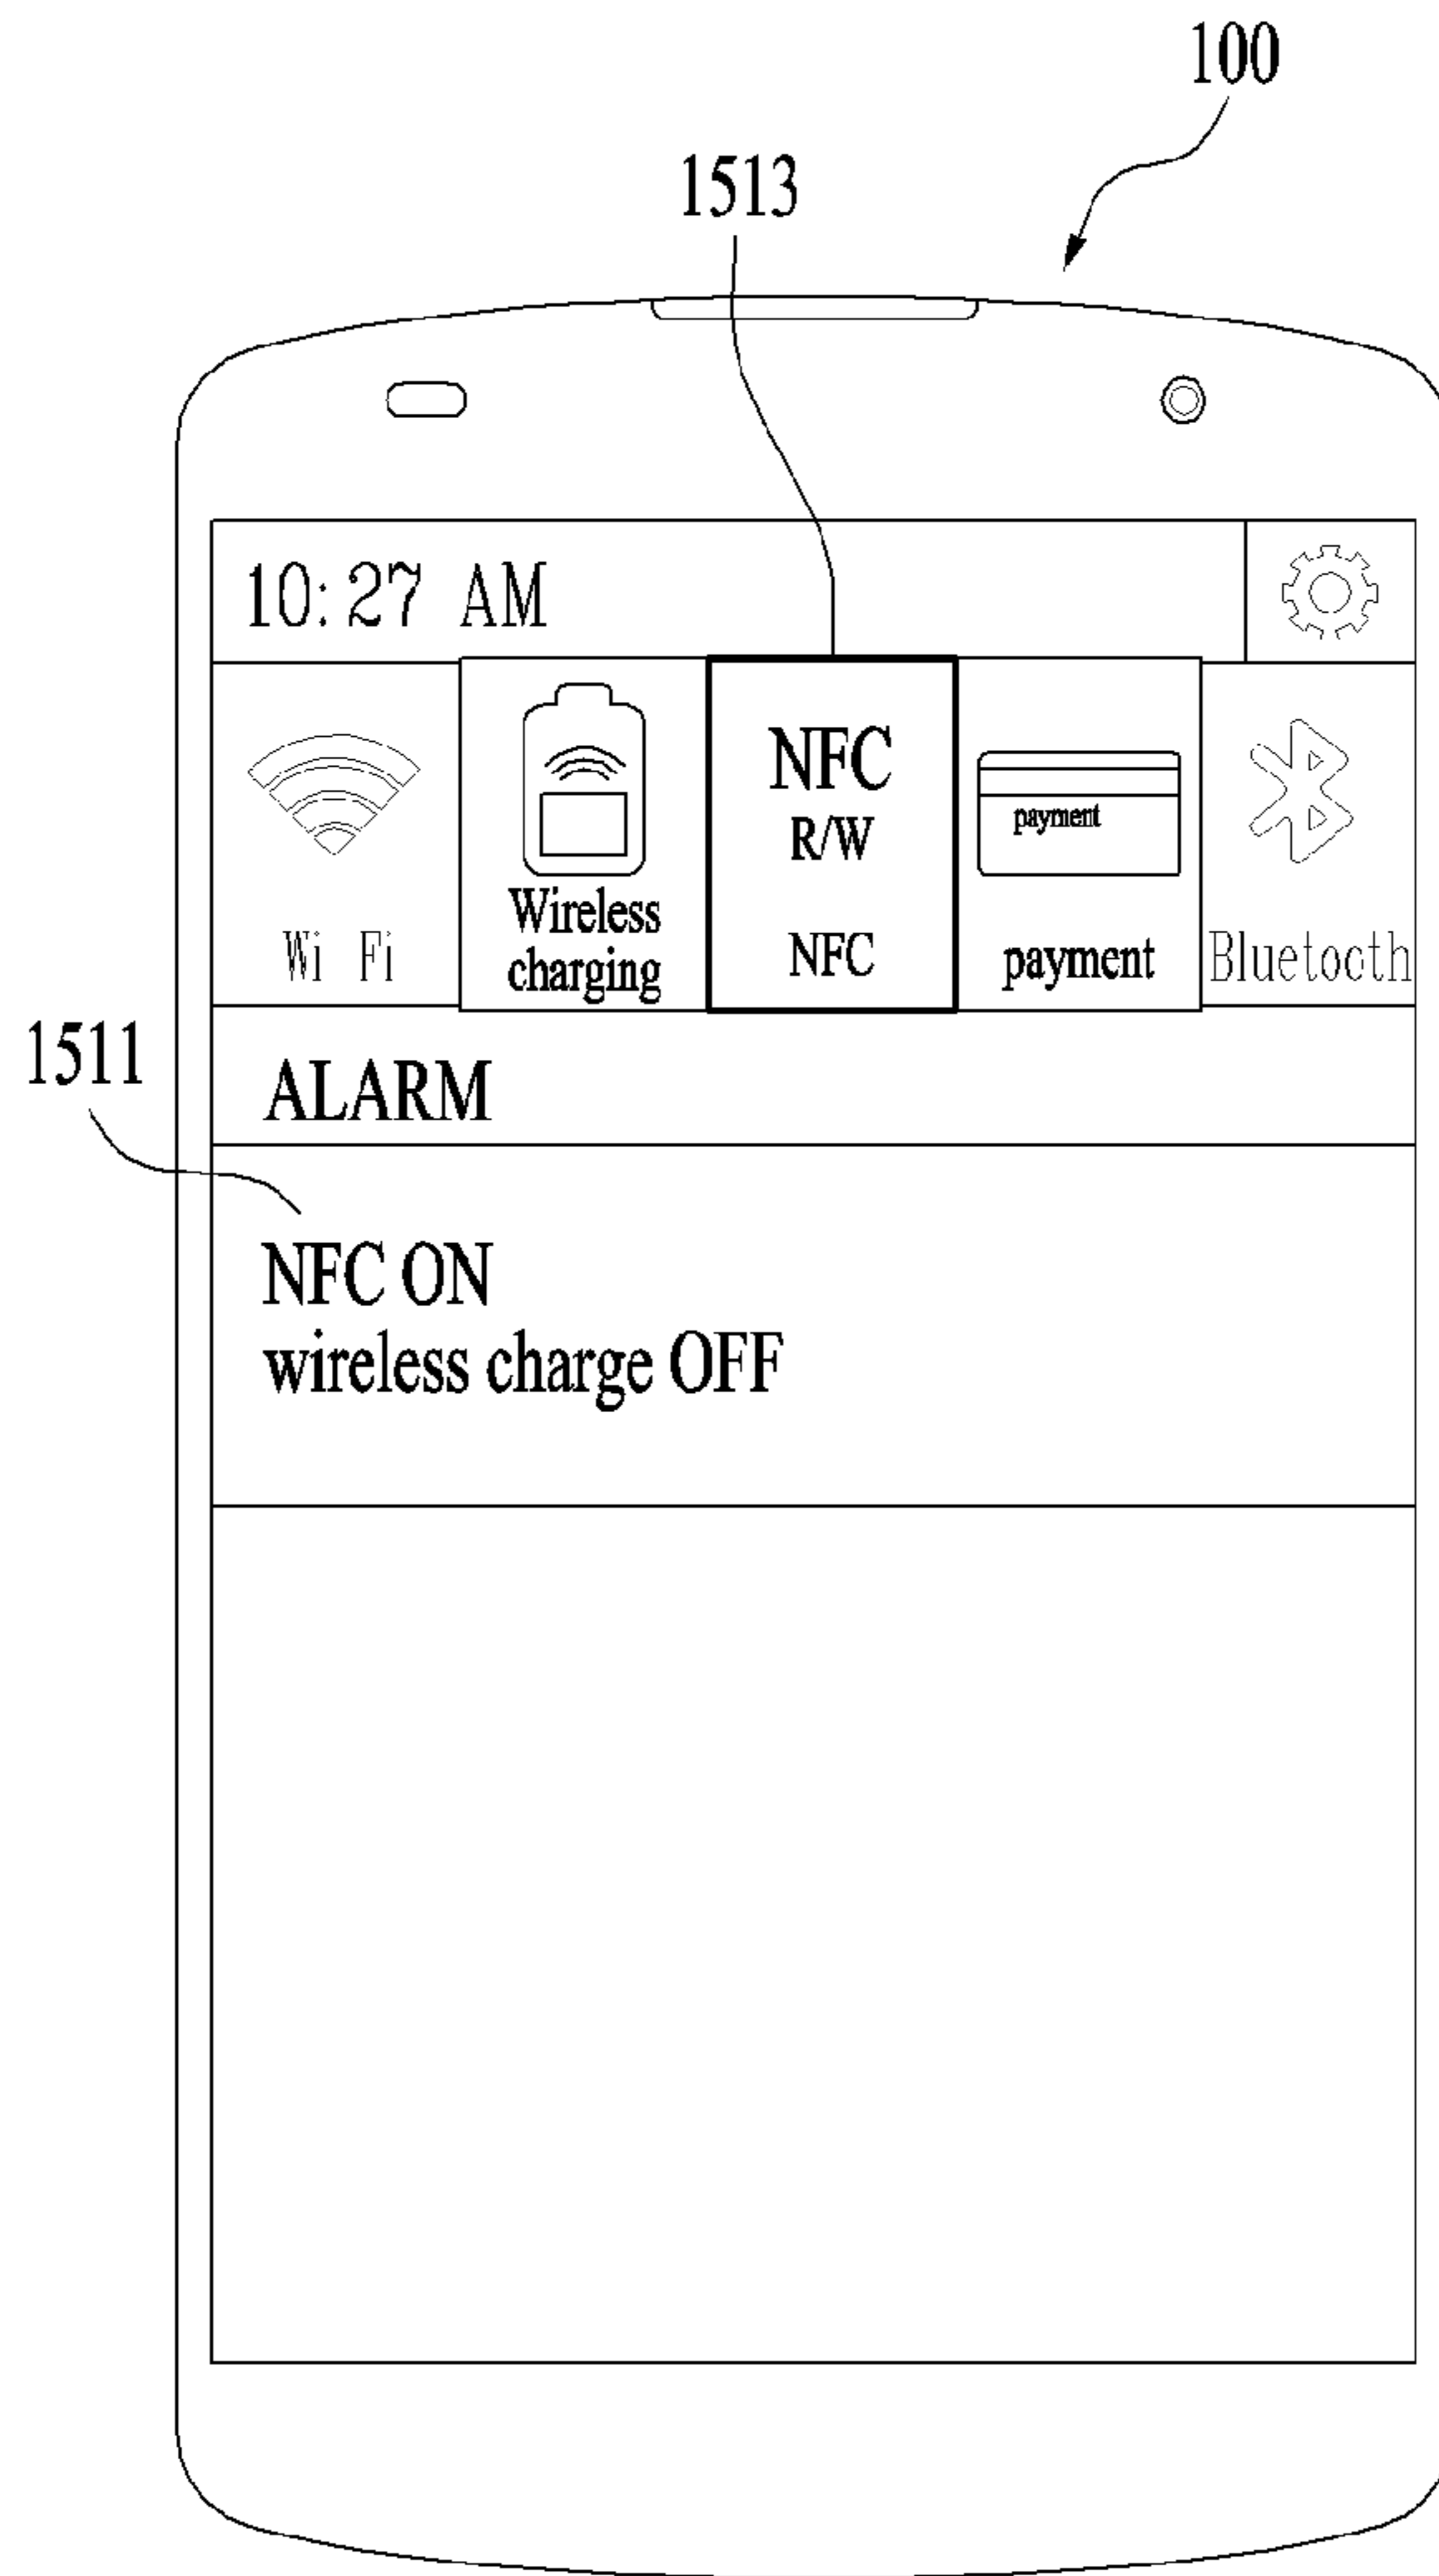 100
1513
10:27 AM
NFC
R/W
payment
Wireless
charging
Wi Fi
NFC
payment
Bluetooth
1511
ALARM
NFC ON
wireless charge OFF